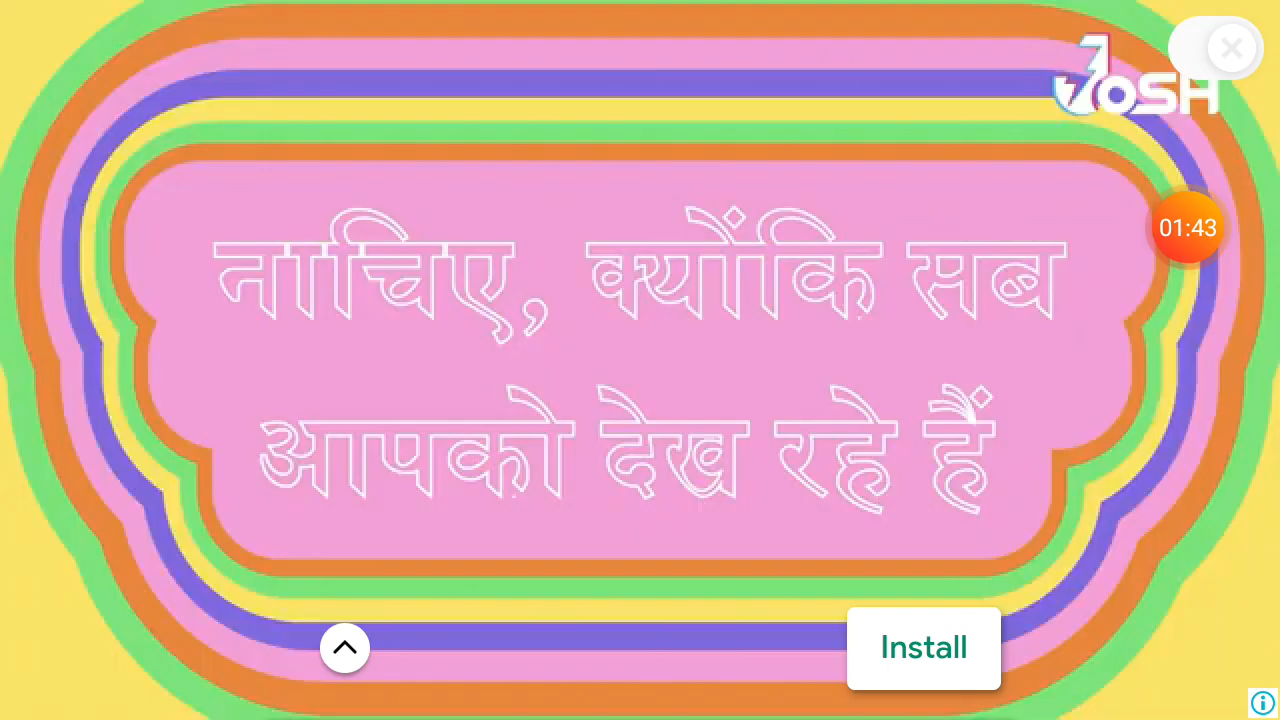 JOSH
01:43
नाचिए, क्योंकि सब
आपको देख रहे हैं
Install